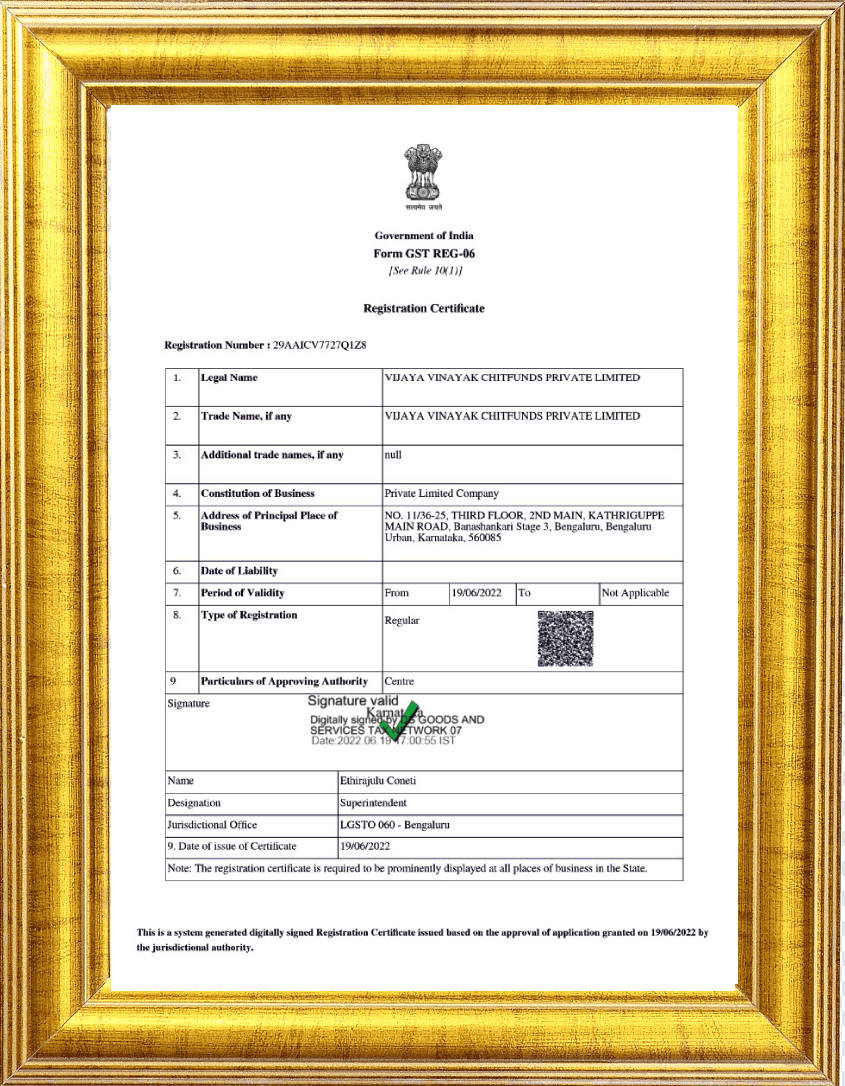 सत्यमेव जयते
Government of India
Form GST REG-06
[See Rule 10(1)]
Registration Certificate
Registration Number : 29AAICV7727Q1Z8
1. Legal Name VIJAYA VINAYAK CHITFUNDS PRIVATE LIMITED
2. Trade Name, if any VIJAYA VINAYAK CHITFUNDS PRIVATE LIMITED
3. Additional trade names, if any null
4. Constitution of Business Private Limited Company
5. Address of Principal Place of NO. 11/36-25, THIRD FLOOR, 2ND MAIN, KATHRIGUPPE
Business MAIN ROAD, Banashankari Stage 3, Bengaluru, Bengaluru
Urban, Karnataka, 560085
6. Date of Liability
7. Period of Validity From 19/06/2022 To Not Applicable
8. Type of Registration Regular
9 Particulars of Approving Authority Centre
Signature Signature valid
Digitally signed by GOODS AND
SERVICES TAX NETWORK 07
Date:2022.06.19 17:00:55 IST
Name Ethirajulu Coneti
Designation Superintendent
Jurisdictional Office LGSTO 060 - Bengaluru
9. Date of issue of Certificate 19/06/2022
Note: The registration certificate is required to be prominently displayed at all places of business in the State.
This is a system generated digitally signed Registration Certificate issued based on the approval of application granted on 19/06/2022 by
the jurisdictional authority.